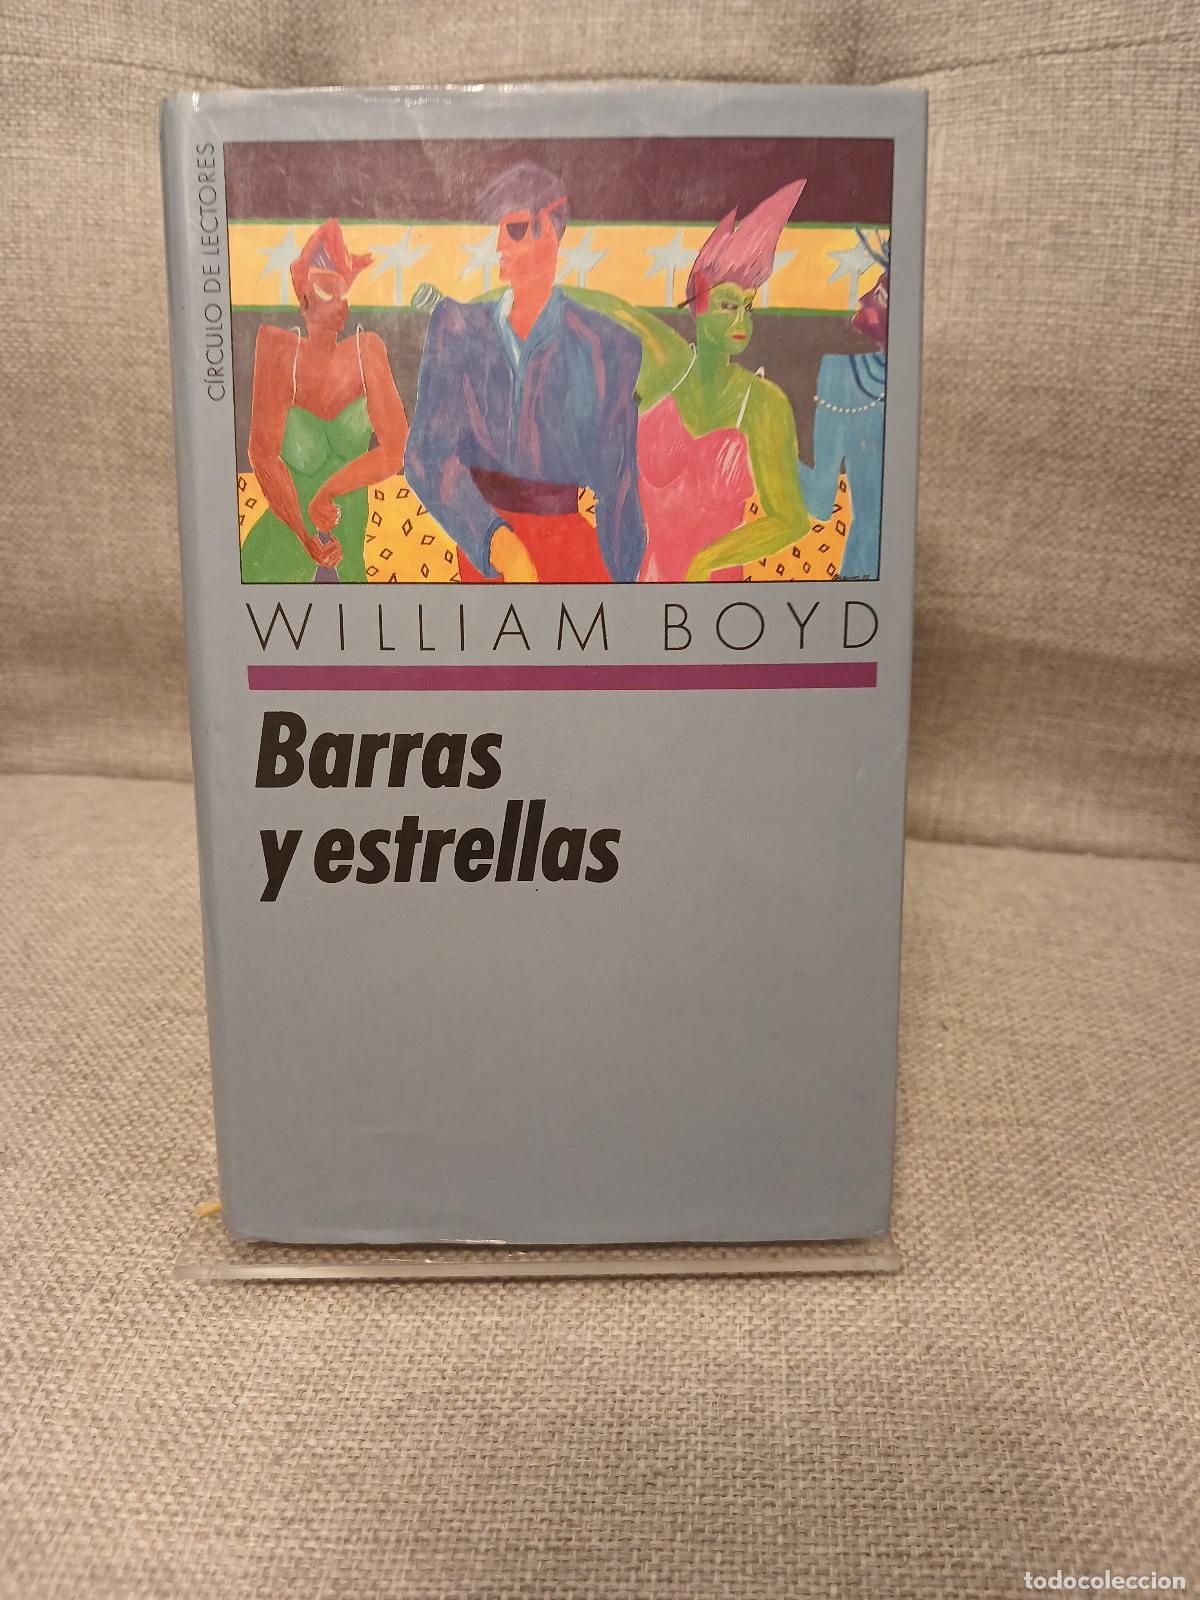 CÍRCULO DE LECTORES
WILLIAM BOYD
Barras
y estrellas
todocoleccion